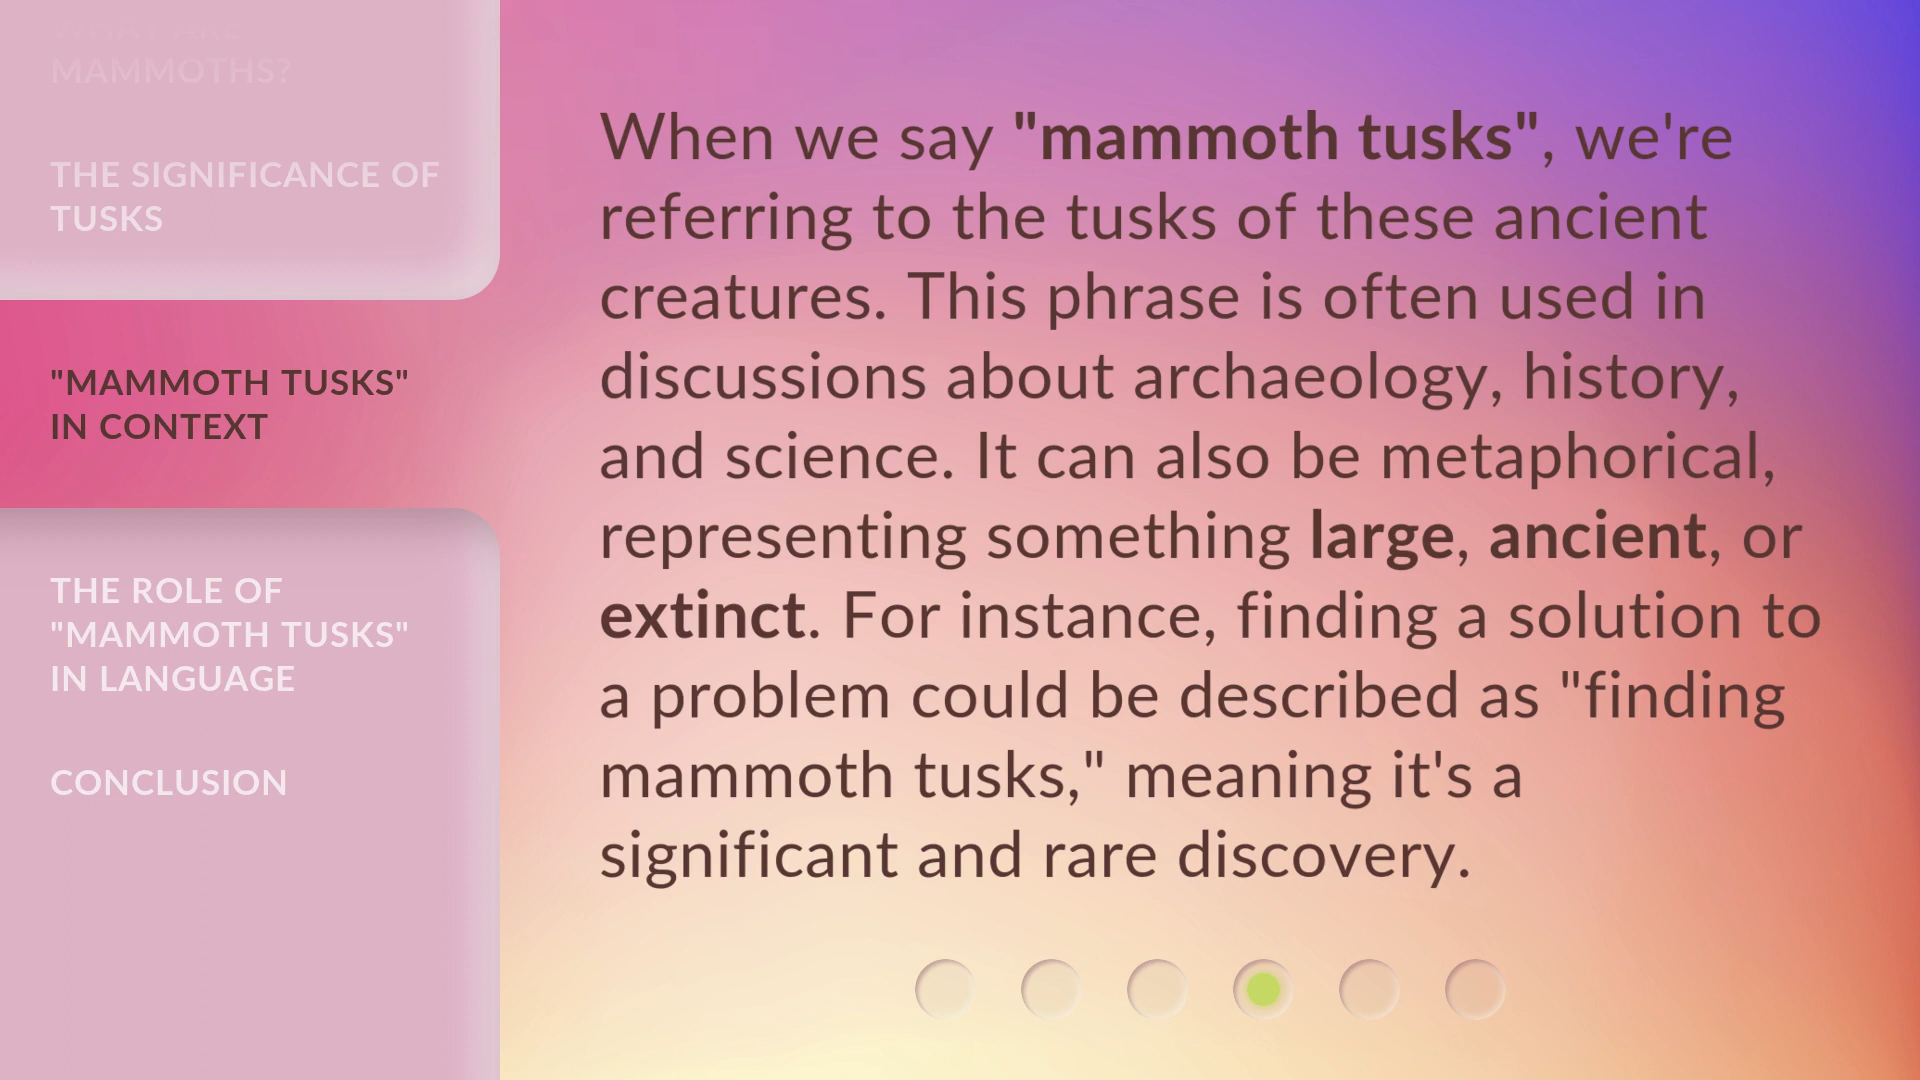 MAMMOTHS?
THE SIGNIFICANCE OF
TUSKS
"MAMMOTH TUSKS"
IN CONTEXT
THE ROLE OF
"MAMMOTH TUSKS"
IN LANGUAGE
CONCLUSION
When we say "mammoth tusks", we're
referring to the tusks of these ancient
creatures. This phrase is often used in
discussions about archaeology, history,
and science. It can also be metaphorical,
representing something large, ancient, or
extinct. For instance, finding a solution to
a problem could be described as "finding
mammoth tusks," meaning it's a
significant and rare discovery.